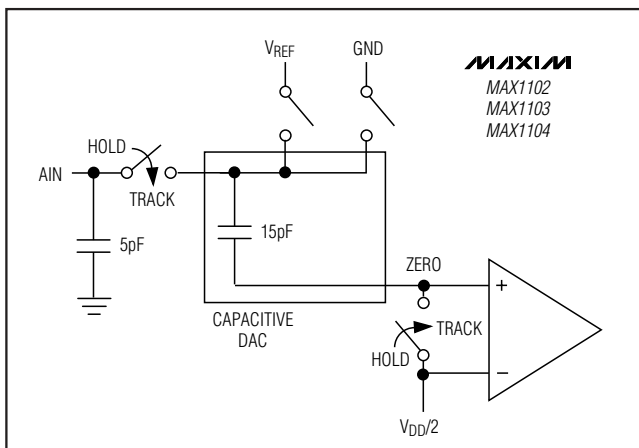 VREF
GND
MAXIM
MAX1102
MAX1103
MAX1104
HOLD
AIN
TRACK
5pF
15pF
ZERO
+
CAPACITIVE
DAC
TRACK
HOLD
−
VDD/2